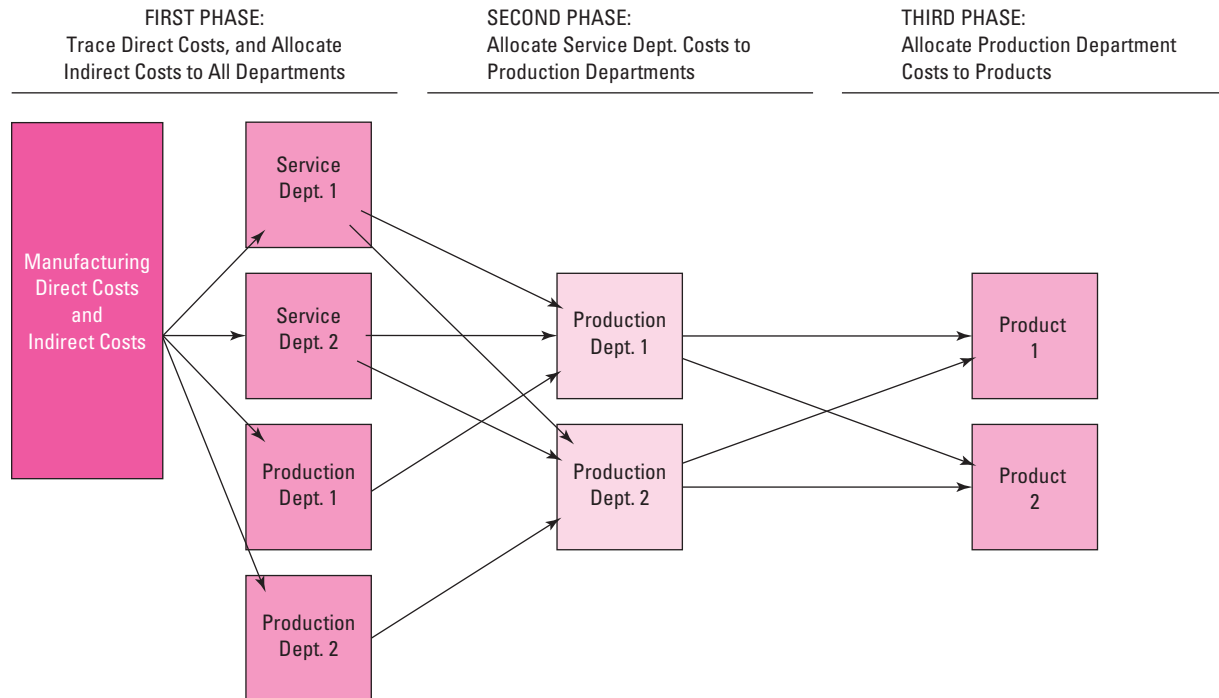 FIRST PHASE:
Trace Direct Costs, and Allocate
Indirect Costs to All Departments
SECOND PHASE:
Allocate Service Dept. Costs to
Production Departments
THIRD PHASE:
Allocate Production Department
Costs to Products
Manufacturing
Direct Costs
and
Indirect Costs
Service
Dept. 1
Service
Dept. 2
Production
Dept. 1
Production
Dept. 2
Production
Dept. 1
Production
Dept. 2
Product
1
Product
2